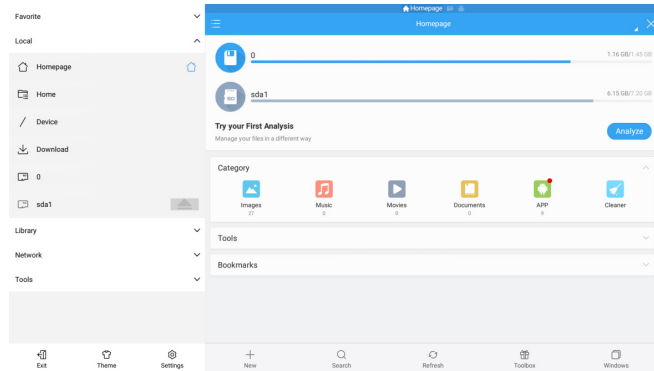 Favorite
Local
Homepage
Home
Device
Download
0
sda1
Library
Network
Tools
Exit
Theme
Settings
Homepage
Homepage
0
1.16 GB/1.45 GB
sda1
6.15 GB/7.20 GB
Try your First Analysis
Manage your files in a different way
Analyze
Category
Images
27
Music
0
Movies
0
Documents
0
APP
9
Cleaner
Tools
Bookmarks
New
Search
Refresh
Toolbox
Windows